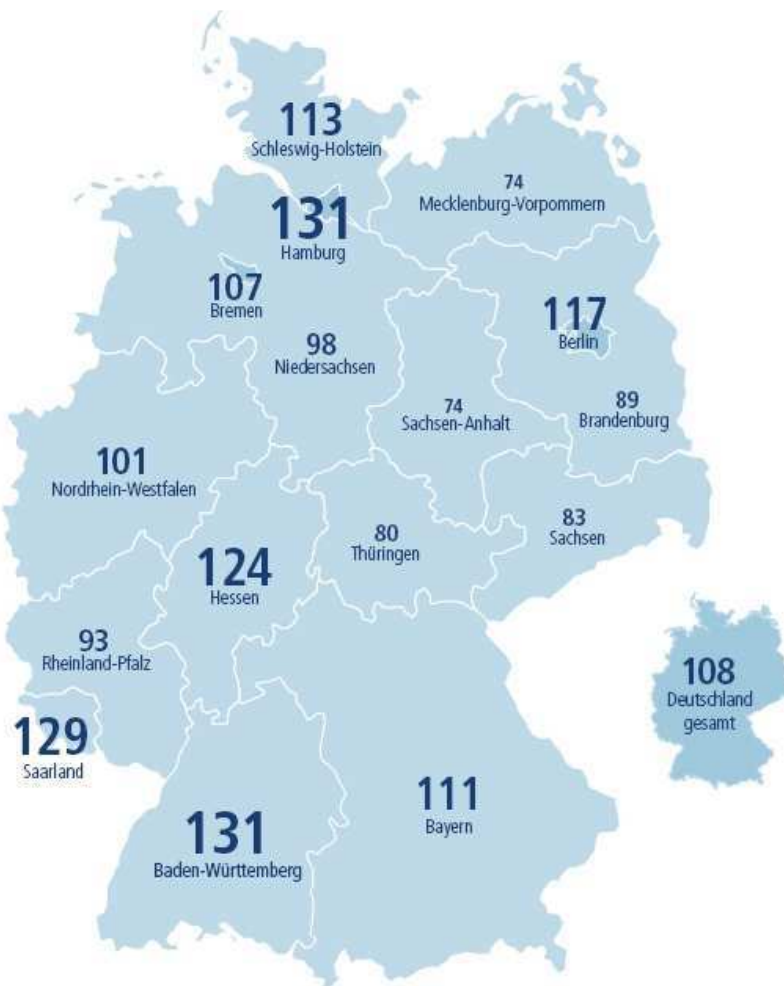 113
Schleswig-Holstein
74
Mecklenburg-Vorpommern
131
Hamburg
107
Bremen
117
Berlin
98
Niedersachsen
74
Sachsen-Anhalt
89
Brandenburg
101
Nordrhein-Westfalen
80
Thüringen
83
Sachsen
124
Hessen
93
Rheinland-Pfalz
108
Deutschland
gesamt
129
Saarland
111
Bayern
131
Baden-Württemberg